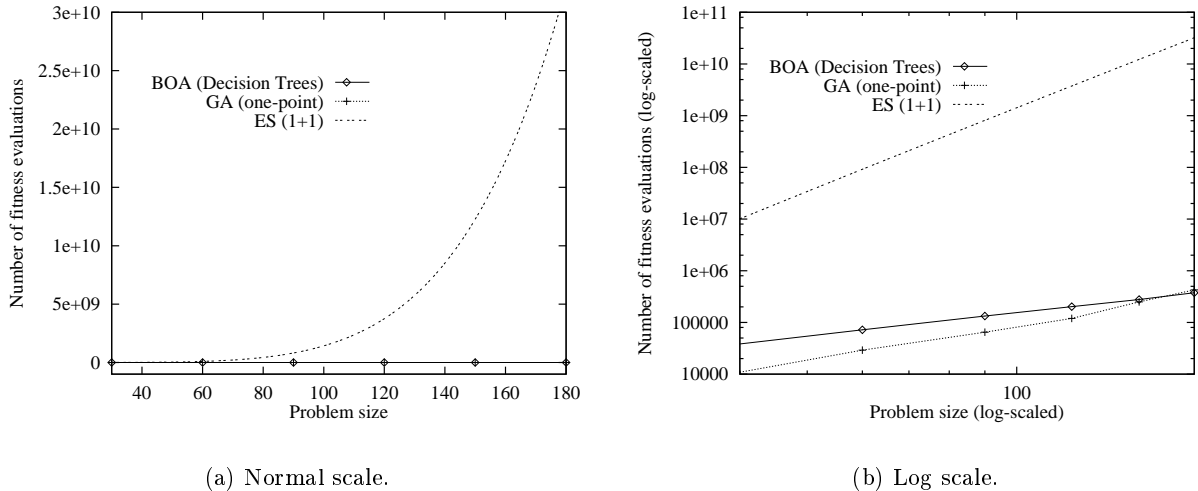 Number of fitness evaluations
3e+10
2.5e+10
2e+10
1.5e+10
1e+10
5e+09
0
BOA (Decision Trees)
GA (one-point)
ES (1+1)
40 60 80 100 120 140 160 180
Problem size
(a) Normal scale.
Number of fitness evaluations (log-scaled)
1e+11
1e+10
1e+09
1e+08
1e+07
1e+06
100000
10000
BOA (Decision Trees)
GA (one-point)
ES (1+1)
100
Problem size (log-scaled)
(b) Log scale.